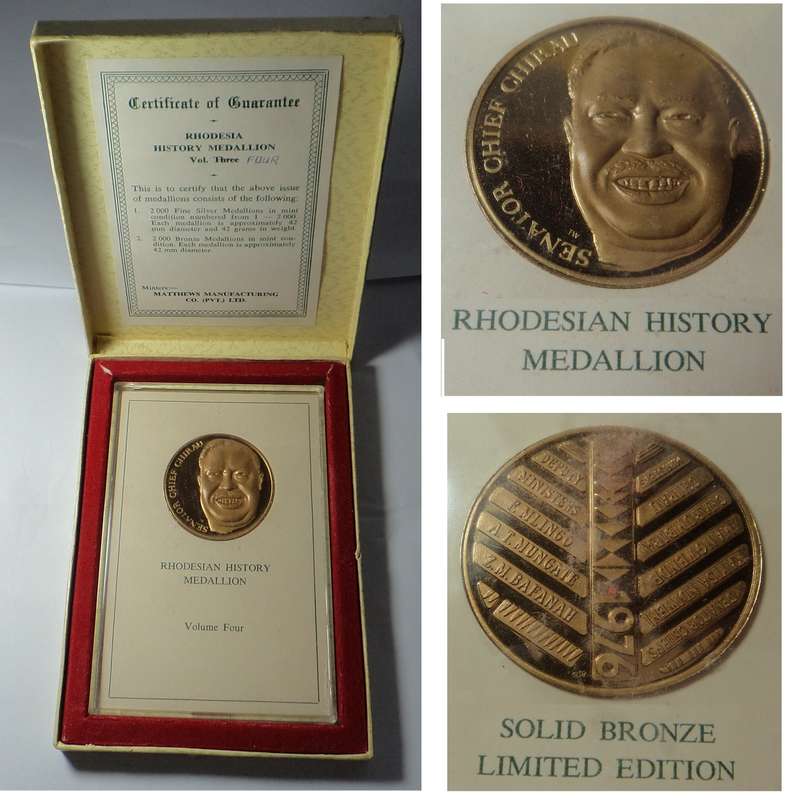 Certificate of Guarantee
RHODESIA
HISTORY MEDALLION
Vol. Three FOUR
This is to certify that the above issue
of medallions consists of the following:
1. 2 000 Fine Silver Medallions in mint
condition numbered from 1 — 2 000
Each medallion is approximately 42
mm diameter and 42 grams in weight.
2. 2 000 Bronze Medallions in mint con-
dition. Each medallion is approximately
42 mm diameter
Minters:—
MATTHEWS MANUFACTURING
CO. (PVT.) LTD.
SENATOR CHIEF CHIRAU
RHODESIAN HISTORY
MEDALLION
Volume Four
SENATOR CHIEF CHIRAU
RHODESIAN HISTORY
MEDALLION
DEPUTY
MINISTERS
A T. MUNGATE
Z. M. BAFANAH
1976
SOLID BRONZE
LIMITED EDITION